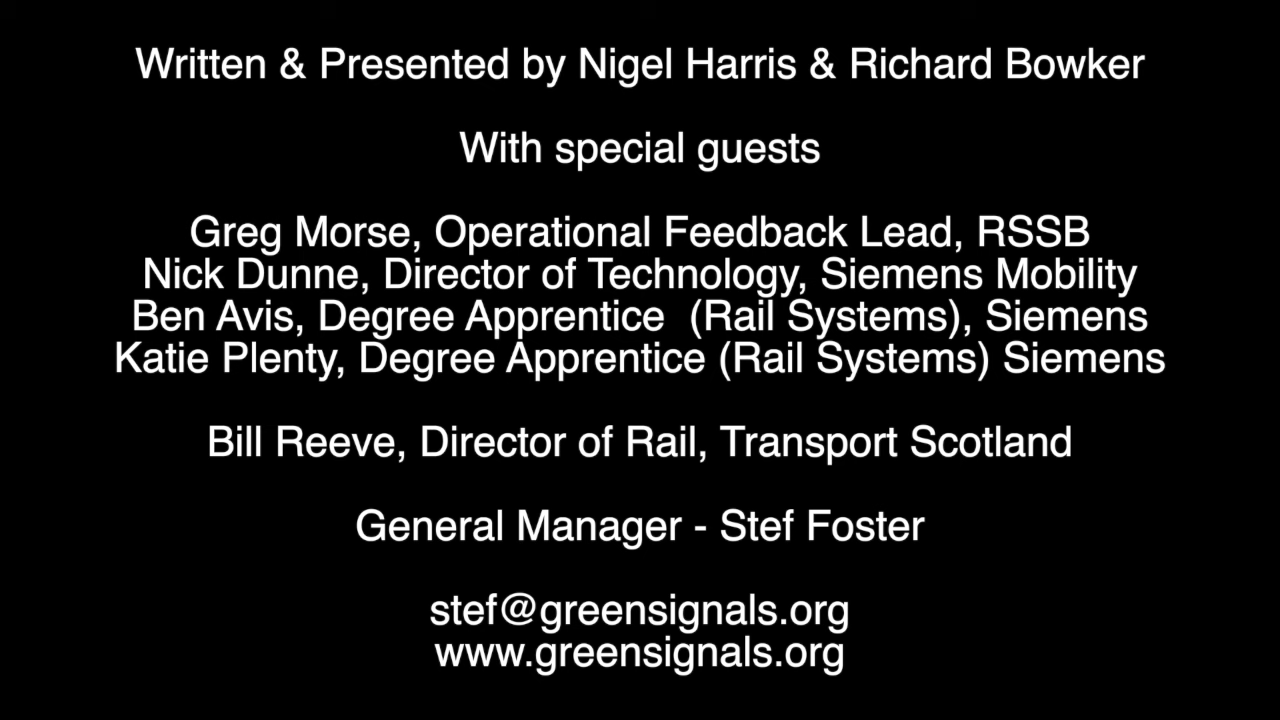 Written & Presented by Nigel Harris & Richard Bowker
With special guests
Greg Morse, Operational Feedback Lead, RSSB
Nick Dunne, Director of Technology, Siemens Mobility
Ben Avis, Degree Apprentice  (Rail Systems), Siemens
Katie Plenty, Degree Apprentice (Rail Systems) Siemens
Bill Reeve, Director of Rail, Transport Scotland
General Manager - Stef Foster
stef@greensignals.org
www.greensignals.org